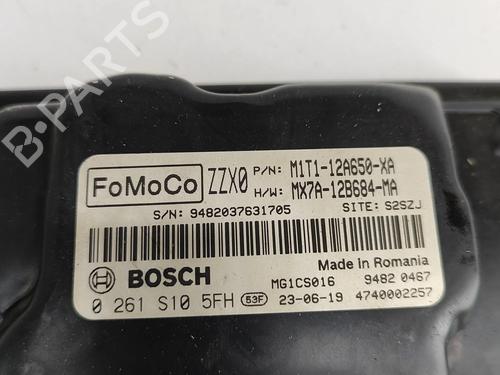 FoMoCo ZZX0 P/N: M1T1-12A650-XA
H/W: MX7A-12B684-MA
S/N: 9482037631705 SITE: S2SZJ
Made in Romania
BOSCH MG1CS016 9482 0467
0 261 S10 5FH 53F 23-06-19 4740002257
B-PARTS